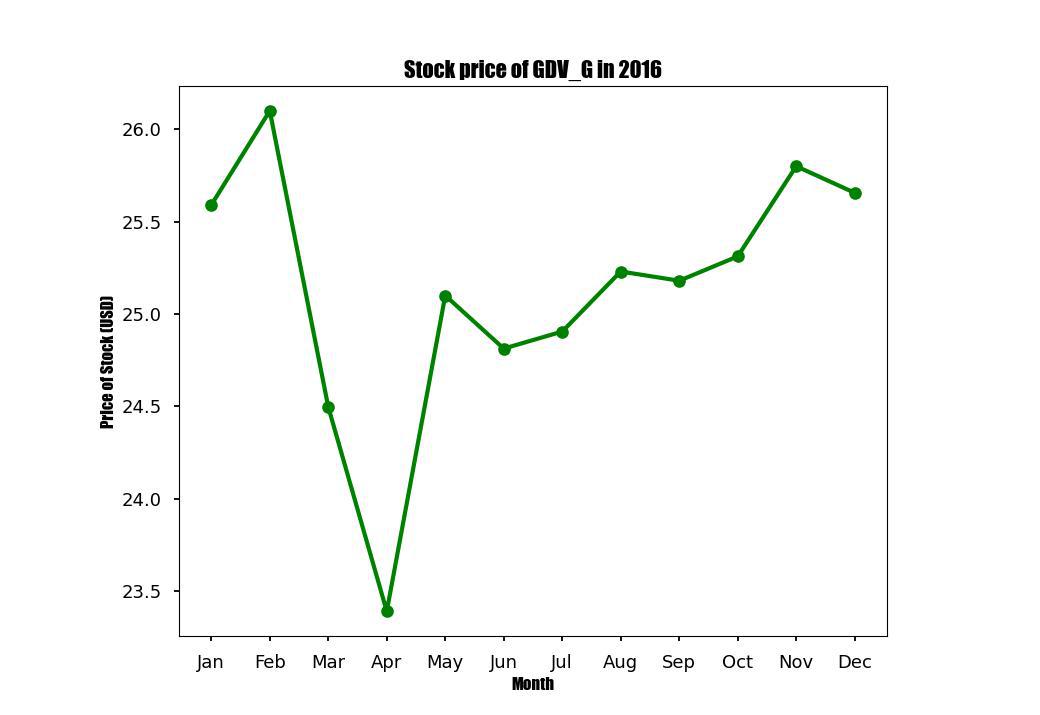 Stock price of GDV_G in 2016
26.0
25.5
25.0
24.5
24.0
23.5
Price of Stock (USD)
Jan Feb Mar Apr May Jun Jul Aug Sep Oct Nov Dec
Month